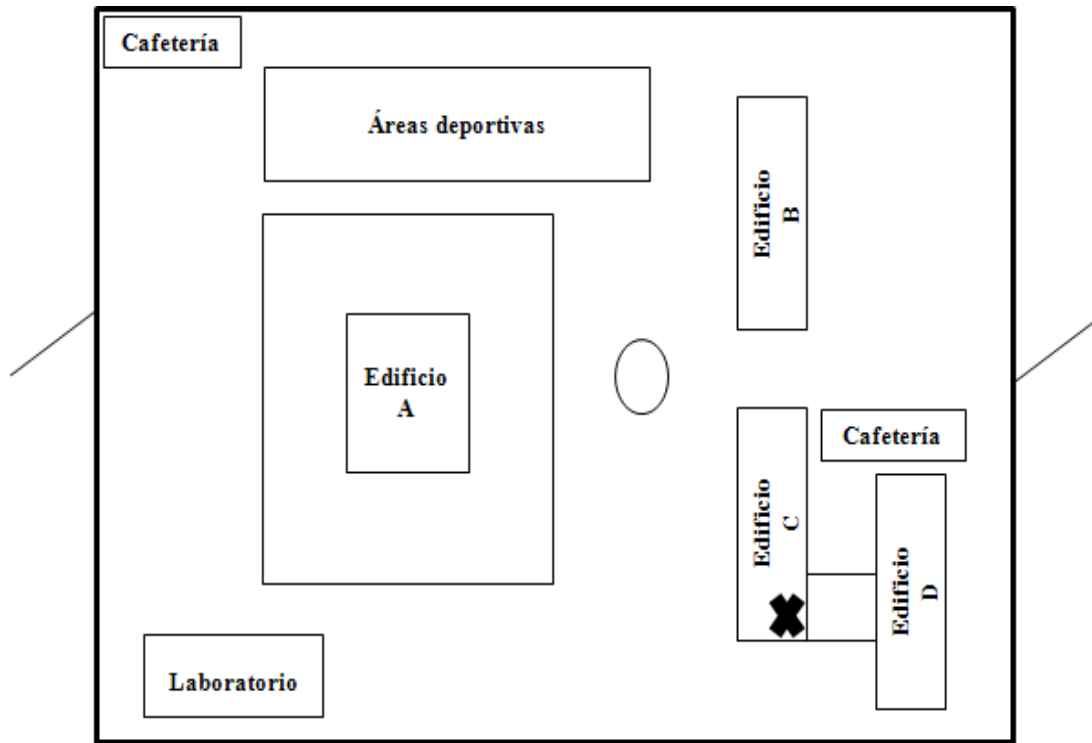 Cafetería
Áreas deportivas
Edificio
B
Edificio
A
Edificio
C
Cafetería
Edificio
D
Laboratorio